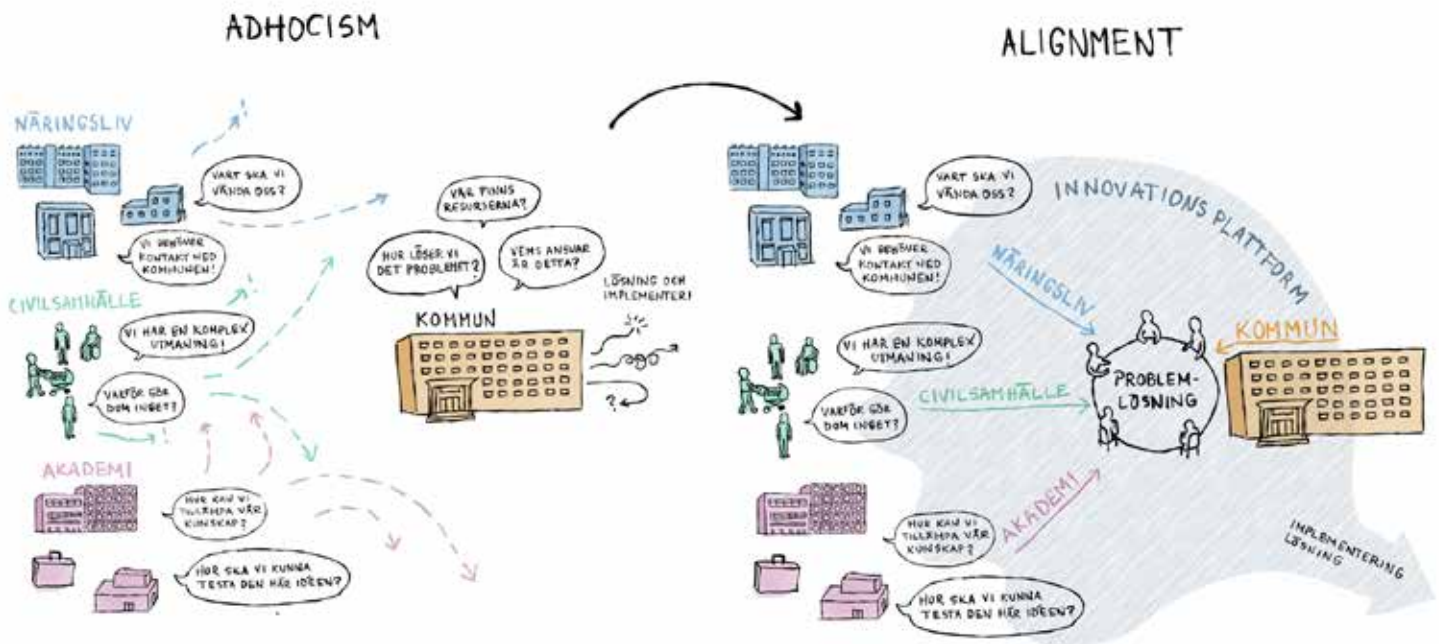 ADHOCISM
NÄRINGSLIV
VART SKA VI
VÄNDA OSS?
VI BEHÖVER
KONTAKT MED
KOMMUNEN!
CIVILSAMHÄLLE
VI HAR EN KOMPLEX
UTMANING!
VARFÖR GÖR
DOM INGET?
AKADEMI
HUR KAN VI
TILLÄMPA VÅR
KUNSKAP?
HUR SKA VI KUNNA
TESTA DEN HÄR IDÉEN?
VAR FINNS
RESURSERNA?
HUR LÖSER VI
DET PROBLEMET?
VEMS ANSVAR
ÄR DETTA?
KOMMUN
LÖSNING OCH
IMPLEMENTERI
?
ALIGNMENT
VART SKA VI
VÄNDA OSS?
VI BEHÖVER
KONTAKT MED
KOMMUNEN!
VI HAR EN KOMPLEX
UTMANING!
VARFÖR GÖR
DOM INGET?
HUR KAN VI
TILLÄMPA VÅR
KUNSKAP?
HUR SKA VI KUNNA
TESTA DEN HÄR IDÉEN?
INNOVATIONS PLATTFORM
NÄRINGSLIV
CIVILSAMHÄLLE
AKADEMI
KOMMUN
PROBLEM-
LÖSNING
IMPLEMENTERING
LÖSNING